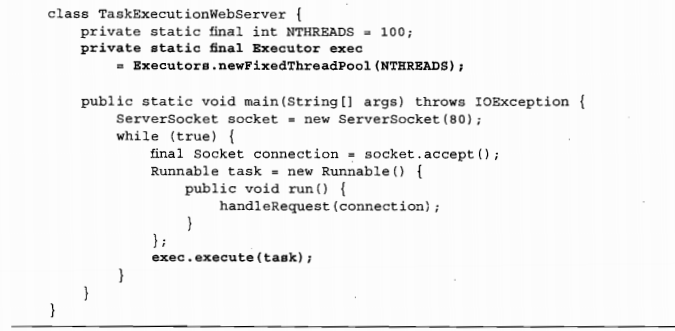 class TaskExecutionWebServer {
    private static final int NTHREADS = 100;
    private static final Executor exec
        = Executors.newFixedThreadPool(NTHREADS);

    public static void main(String[] args) throws IOException {
        ServerSocket socket = new ServerSocket(80);
        while (true) {
            final Socket connection = socket.accept();
            Runnable task = new Runnable() {
                public void run() {
                    handleRequest(connection);
                }
            };
            exec.execute(task);
        }
    }
}